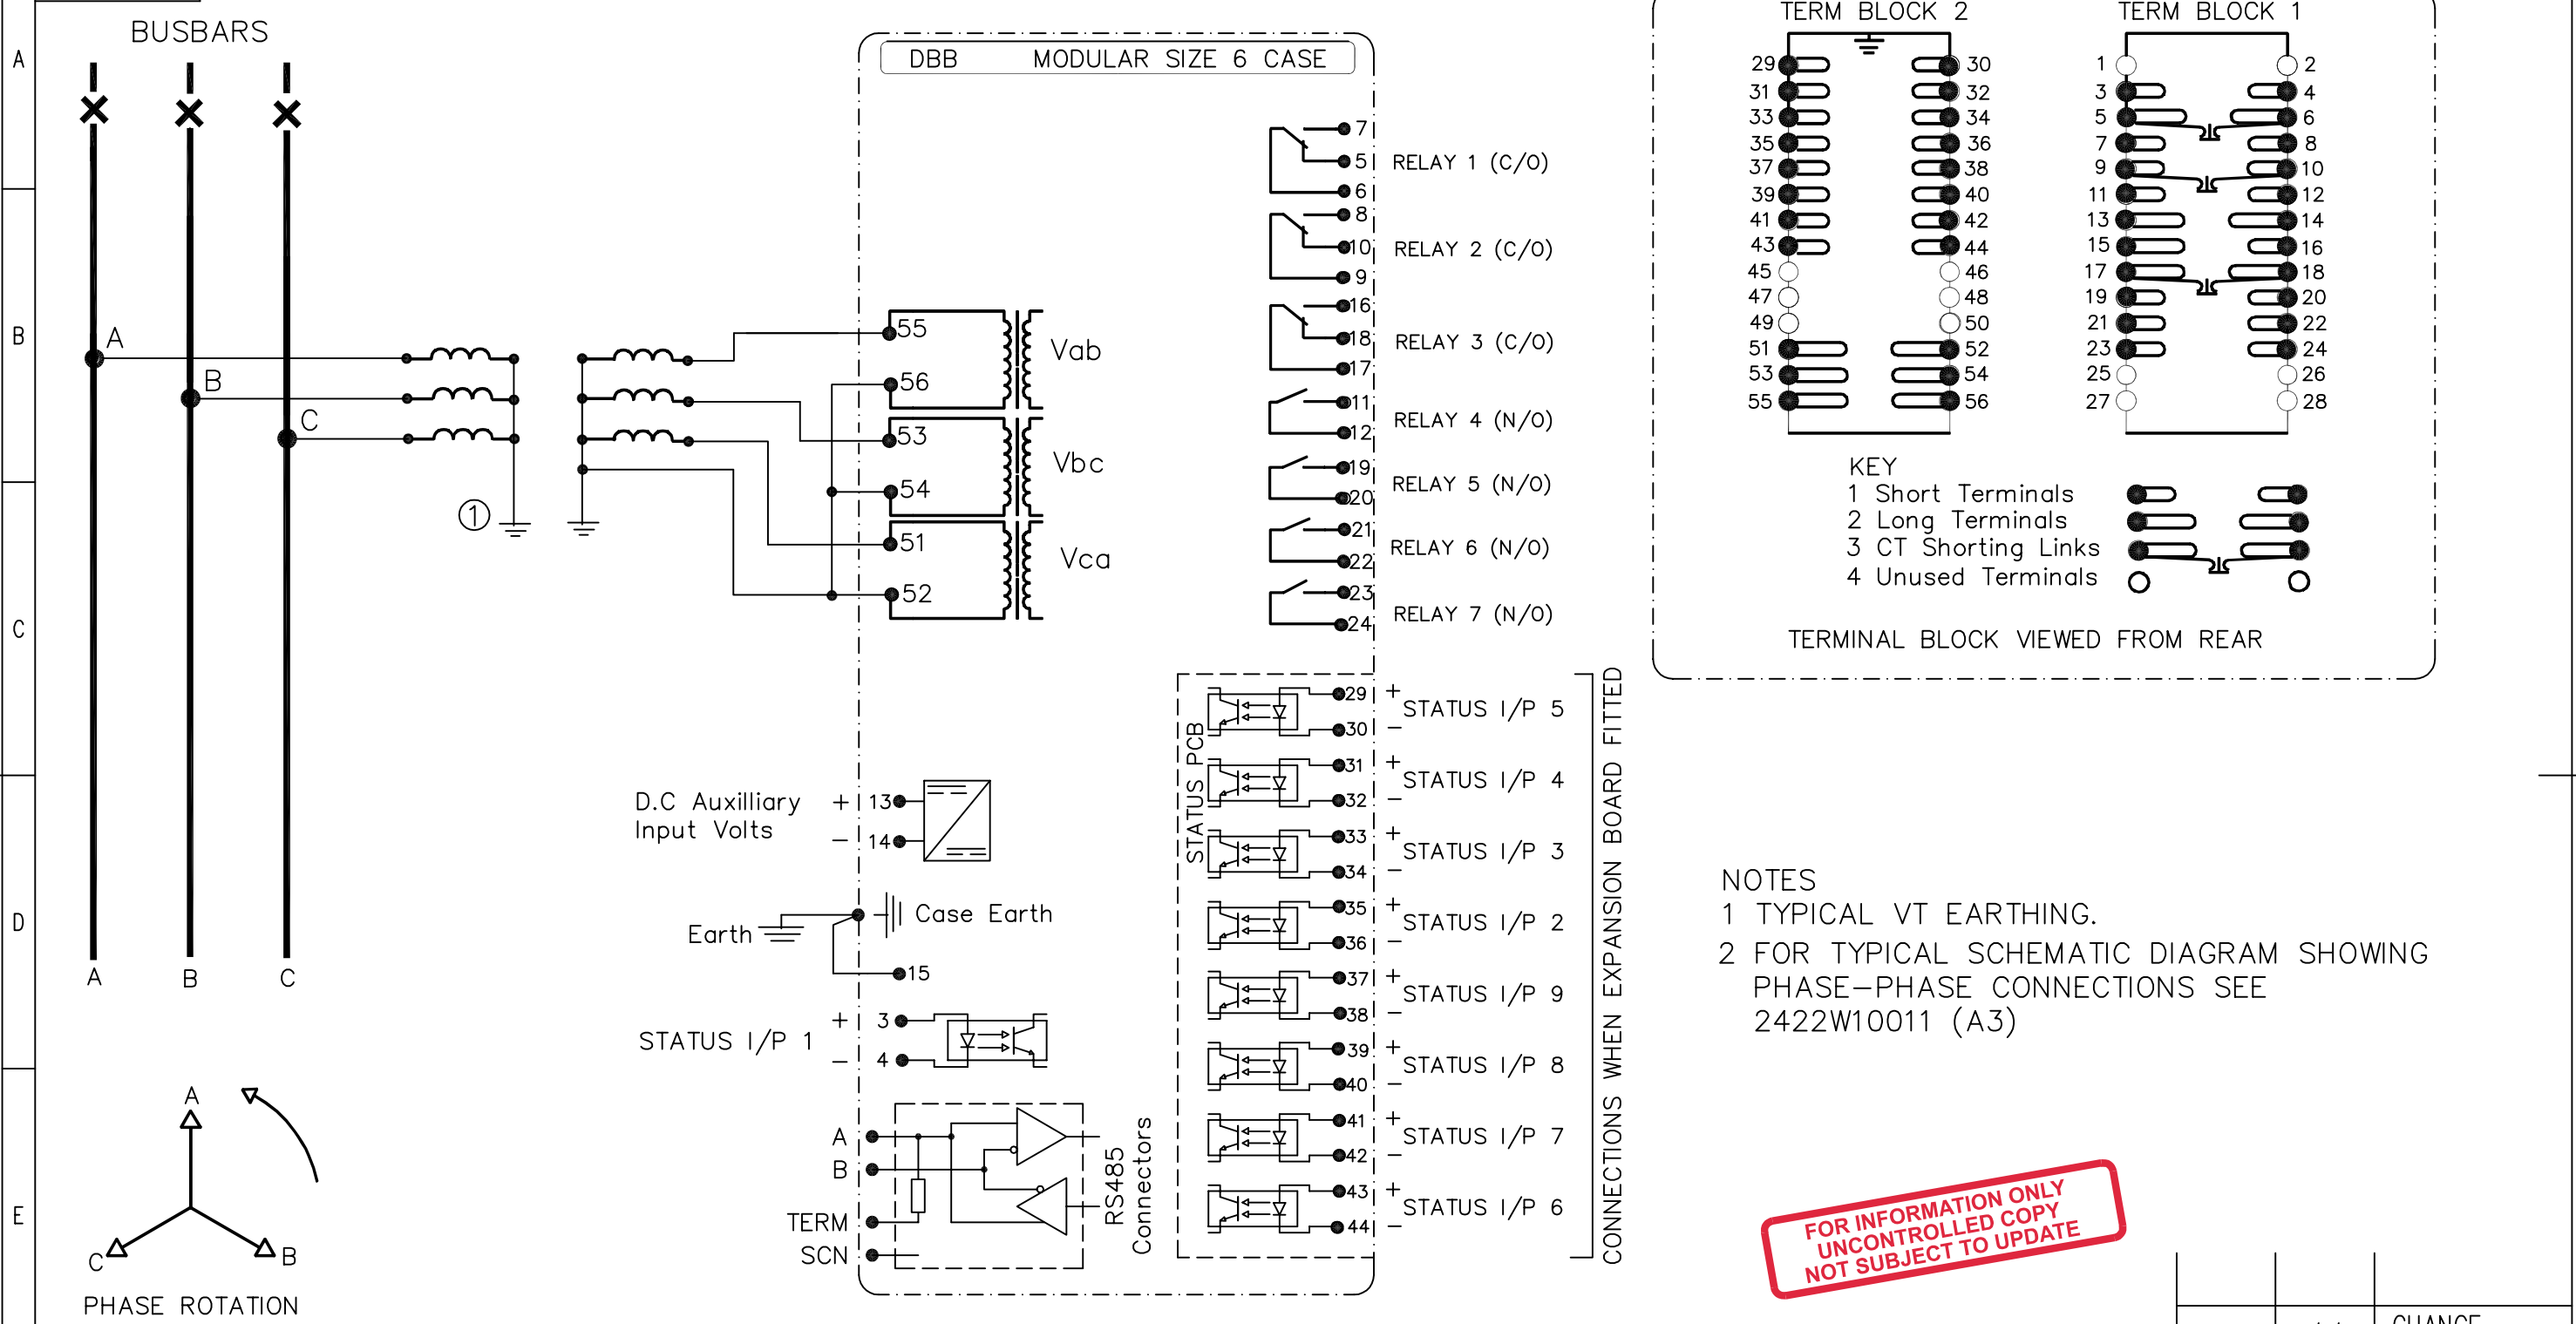 BUSBARS
A
B
C
D
E
A
B
C
A
B
C
A
C
B
PHASE ROTATION
1
DBB MODULAR SIZE 6 CASE
55
56
Vab
53
54
Vbc
51
52
Vca
7
5
6
RELAY 1 (C/O)
8
10
9
RELAY 2 (C/O)
16
18
17
RELAY 3 (C/O)
11
12
RELAY 4 (N/O)
19
20
RELAY 5 (N/O)
21
22
RELAY 6 (N/O)
23
24
RELAY 7 (N/O)
D.C Auxilliary
Input Volts
+ 13
− 14
Earth
Case Earth
15
STATUS I/P 1
+ 3
− 4
A
B
TERM
SCN
RS485
Connectors
STATUS PCB
29 +
30 −
STATUS I/P 5
31 +
32 −
STATUS I/P 4
33 +
34 −
STATUS I/P 3
35 +
36 −
STATUS I/P 2
37 +
38 −
STATUS I/P 9
39 +
40 −
STATUS I/P 8
41 +
42 −
STATUS I/P 7
43 +
44 −
STATUS I/P 6
CONNECTIONS WHEN EXPANSION BOARD FITTED
TERM BLOCK 2
29 30
31 32
33 34
35 36
37 38
39 40
41 42
43 44
45 46
47 48
49 50
51 52
53 54
55 56
TERM BLOCK 1
1 2
3 4
5 6
7 8
9 10
11 12
13 14
15 16
17 18
19 20
21 22
23 24
25 26
27 28
KEY
1 Short Terminals
2 Long Terminals
3 CT Shorting Links
4 Unused Terminals
TERMINAL BLOCK VIEWED FROM REAR
NOTES
1 TYPICAL VT EARTHING.
2 FOR TYPICAL SCHEMATIC DIAGRAM SHOWING
PHASE−PHASE CONNECTIONS SEE
2422W10011 (A3)
FOR INFORMATION ONLY
UNCONTROLLED COPY
NOT SUBJECT TO UPDATE
CHANGE